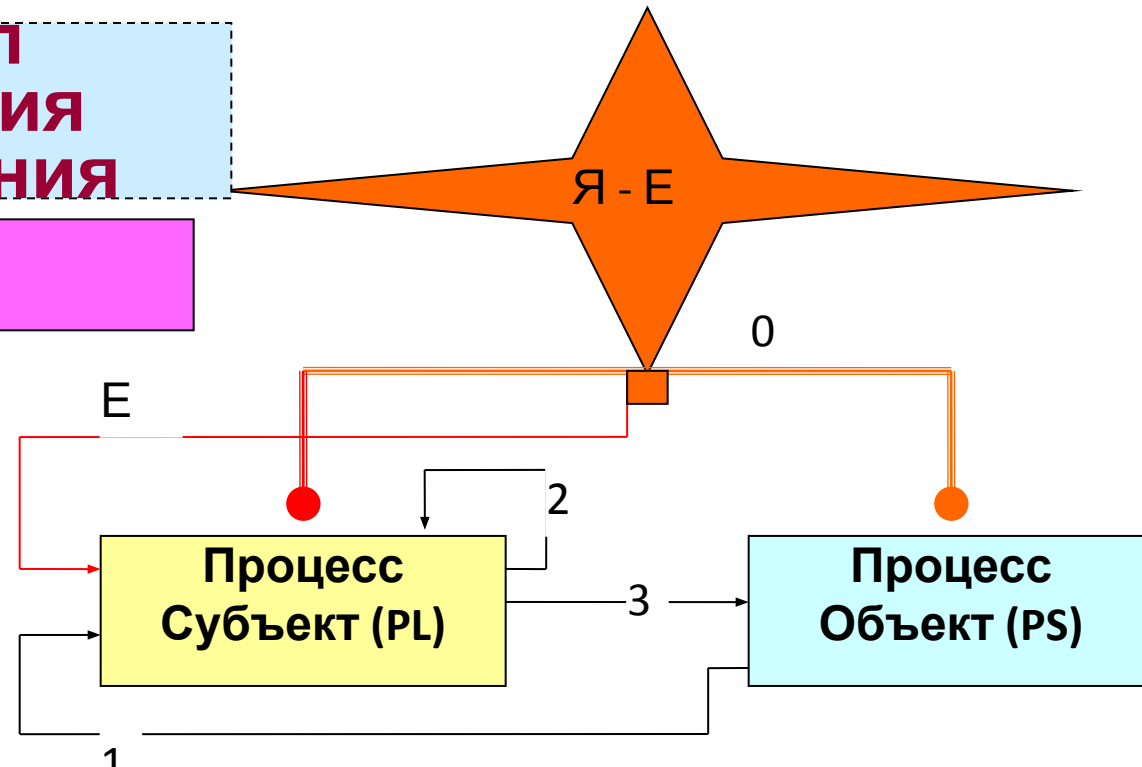 п
ия
ния
Я - Е
0
Е
2
Процесс
Субъект (PL)
3
Процесс
Объект (PS)
1